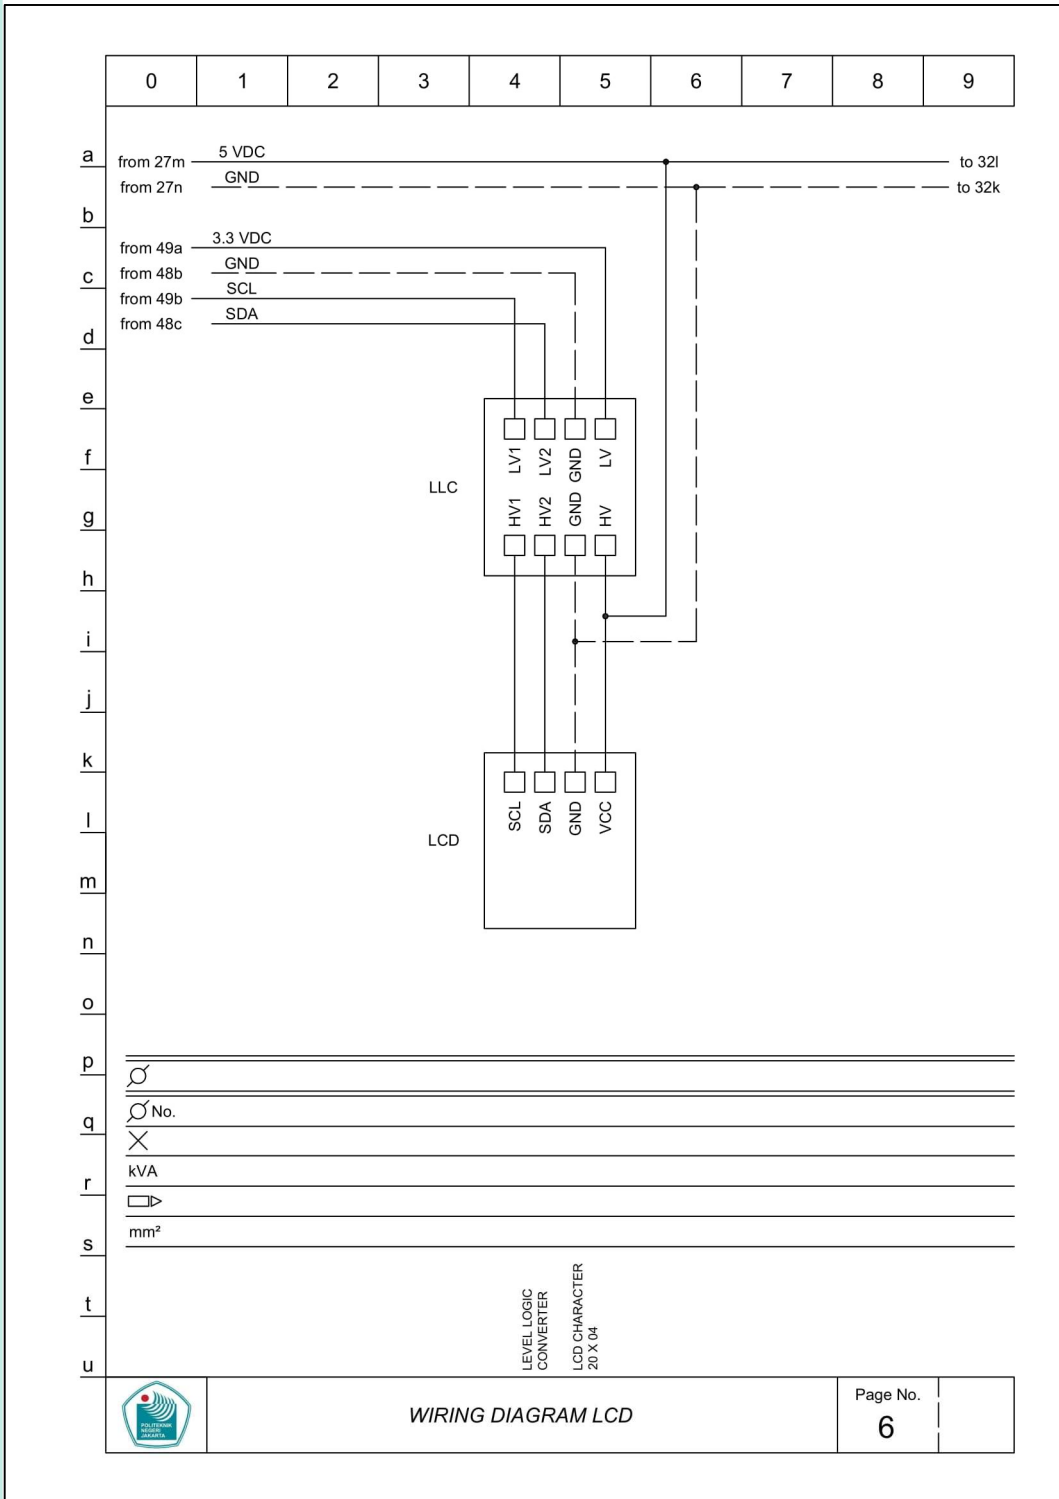 0 1 2 3 4 5 6 7 8 9
a
from 27m 5 VDC to 32l
from 27n GND to 32k
b
from 49a 3.3 VDC
c
from 48b GND
from 49b SCL
from 48c SDA
d
e
f
LV1 LV2 GND LV
LLC
g
HV1 HV2 GND HV
h
i
j
k
l
SCL SDA GND VCC
LCD
m
n
o
p
q
No.
r
kVA
s
mm²
t
LEVEL LOGIC
CONVERTER
LCD CHARACTER
20 X 04
u
POLITEKNIK
NEGERI
JAKARTA
WIRING DIAGRAM LCD
Page No.
6